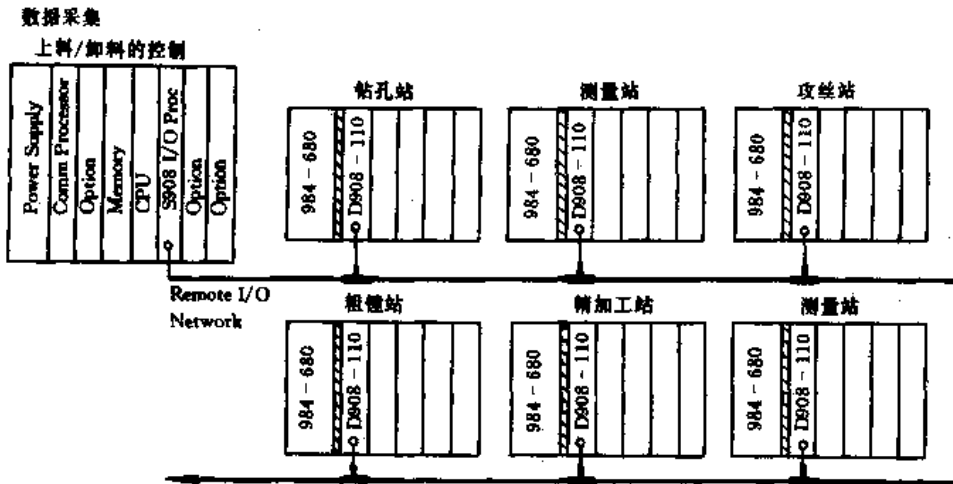 数据采集
上料/卸料的控制
Power Supply
Comm Processor
Option
Memory
CPU
S908 I/O Proc
Option
Option
钻孔站
984-680
D908-110
测量站
984-680
D908-110
攻丝站
984-680
D908-110
Remote I/O
Network
粗镗站
984-680
D908-110
精加工站
984-680
D908-110
测量站
984-680
D908-110